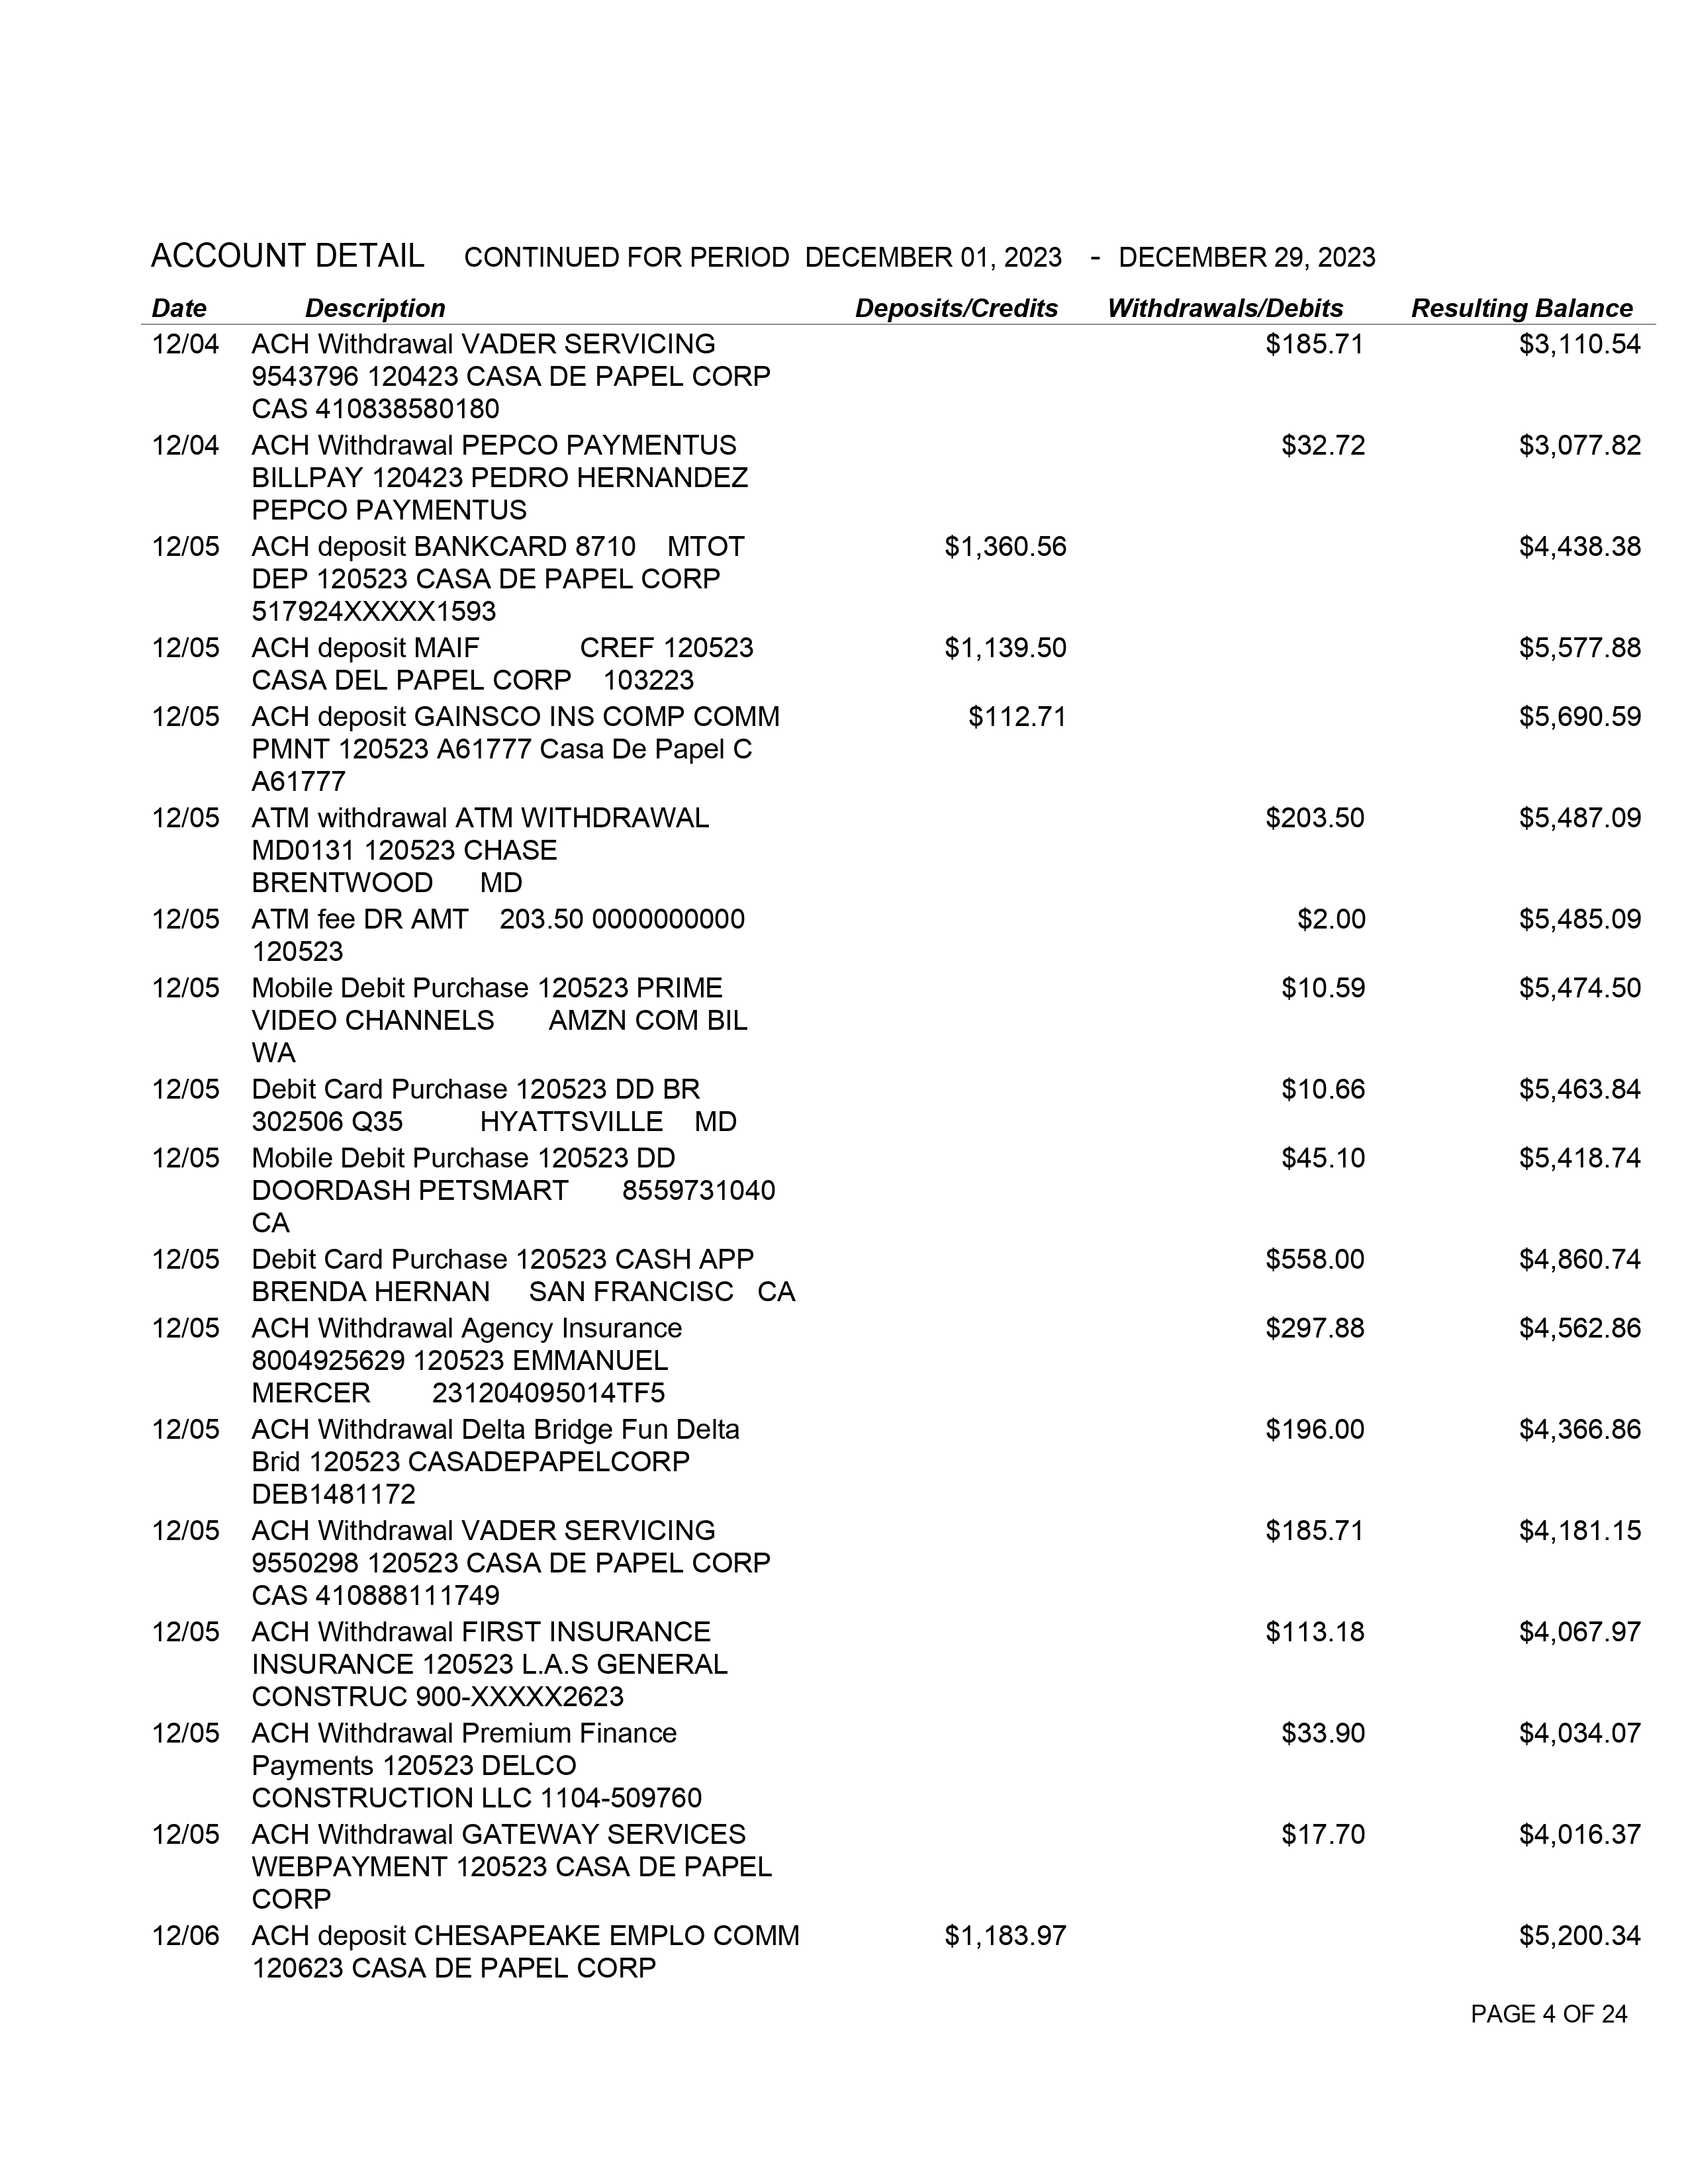 ACCOUNT DETAIL CONTINUED FOR PERIOD DECEMBER 01, 2023 - DECEMBER 29, 2023
Date Description Deposits/Credits Withdrawals/Debits Resulting Balance
12/04 ACH Withdrawal VADER SERVICING $185.71 $3,110.54
9543796 120423 CASA DE PAPEL CORP
CAS 410838580180
12/04 ACH Withdrawal PEPCO PAYMENTUS $32.72 $3,077.82
BILLPAY 120423 PEDRO HERNANDEZ
PEPCO PAYMENTUS
12/05 ACH deposit BANKCARD 8710 MTOT $1,360.56 $4,438.38
DEP 120523 CASA DE PAPEL CORP
517924XXXXX1593
12/05 ACH deposit MAIF CREF 120523 $1,139.50 $5,577.88
CASA DEL PAPEL CORP 103223
12/05 ACH deposit GAINSCO INS COMP COMM $112.71 $5,690.59
PMNT 120523 A61777 Casa De Papel C
A61777
12/05 ATM withdrawal ATM WITHDRAWAL $203.50 $5,487.09
MD0131 120523 CHASE
BRENTWOOD MD
12/05 ATM fee DR AMT 203.50 0000000000 $2.00 $5,485.09
120523
12/05 Mobile Debit Purchase 120523 PRIME $10.59 $5,474.50
VIDEO CHANNELS AMZN COM BIL
WA
12/05 Debit Card Purchase 120523 DD BR $10.66 $5,463.84
302506 Q35 HYATTSVILLE MD
12/05 Mobile Debit Purchase 120523 DD $45.10 $5,418.74
DOORDASH PETSMART 8559731040
CA
12/05 Debit Card Purchase 120523 CASH APP $558.00 $4,860.74
BRENDA HERNAN SAN FRANCISC CA
12/05 ACH Withdrawal Agency Insurance $297.88 $4,562.86
8004925629 120523 EMMANUEL
MERCER 231204095014TF5
12/05 ACH Withdrawal Delta Bridge Fun Delta $196.00 $4,366.86
Brid 120523 CASADEPAPELCORP
DEB1481172
12/05 ACH Withdrawal VADER SERVICING $185.71 $4,181.15
9550298 120523 CASA DE PAPEL CORP
CAS 410888111749
12/05 ACH Withdrawal FIRST INSURANCE $113.18 $4,067.97
INSURANCE 120523 L.A.S GENERAL
CONSTRUC 900-XXXXX2623
12/05 ACH Withdrawal Premium Finance $33.90 $4,034.07
Payments 120523 DELCO
CONSTRUCTION LLC 1104-509760
12/05 ACH Withdrawal GATEWAY SERVICES $17.70 $4,016.37
WEBPAYMENT 120523 CASA DE PAPEL
CORP
12/06 ACH deposit CHESAPEAKE EMPLO COMM $1,183.97 $5,200.34
120623 CASA DE PAPEL CORP
PAGE 4 OF 24